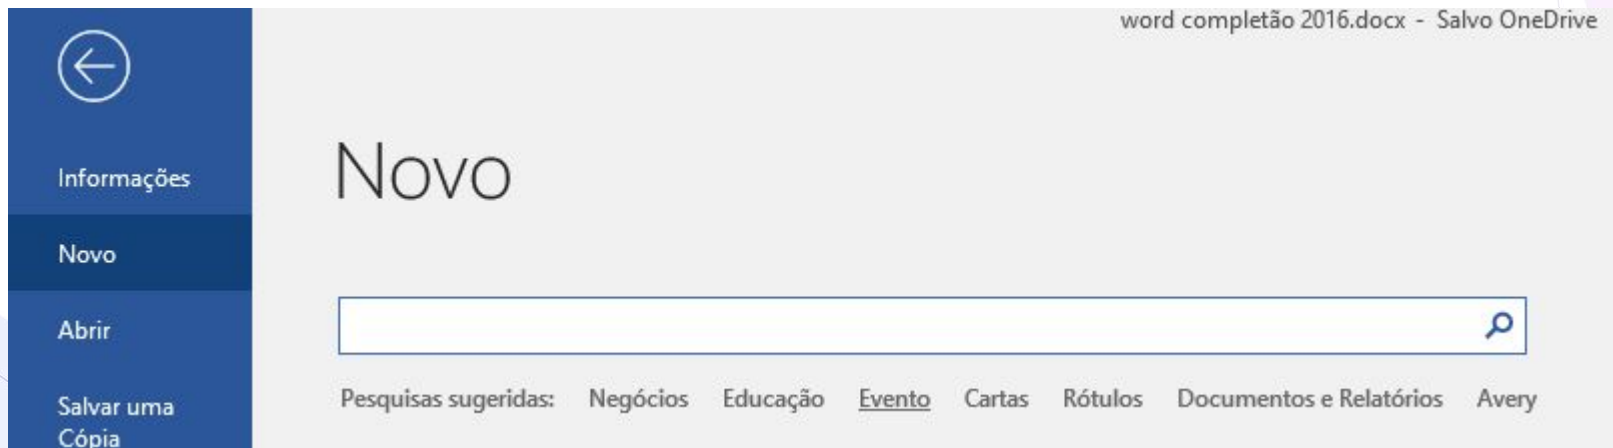 word completão 2016.docx - Salvo OneDrive
Informações
Novo
Abrir
Salvar uma
Cópia
Novo
Pesquisas sugeridas: Negócios Educação Evento Cartas Rótulos Documentos e Relatórios Avery